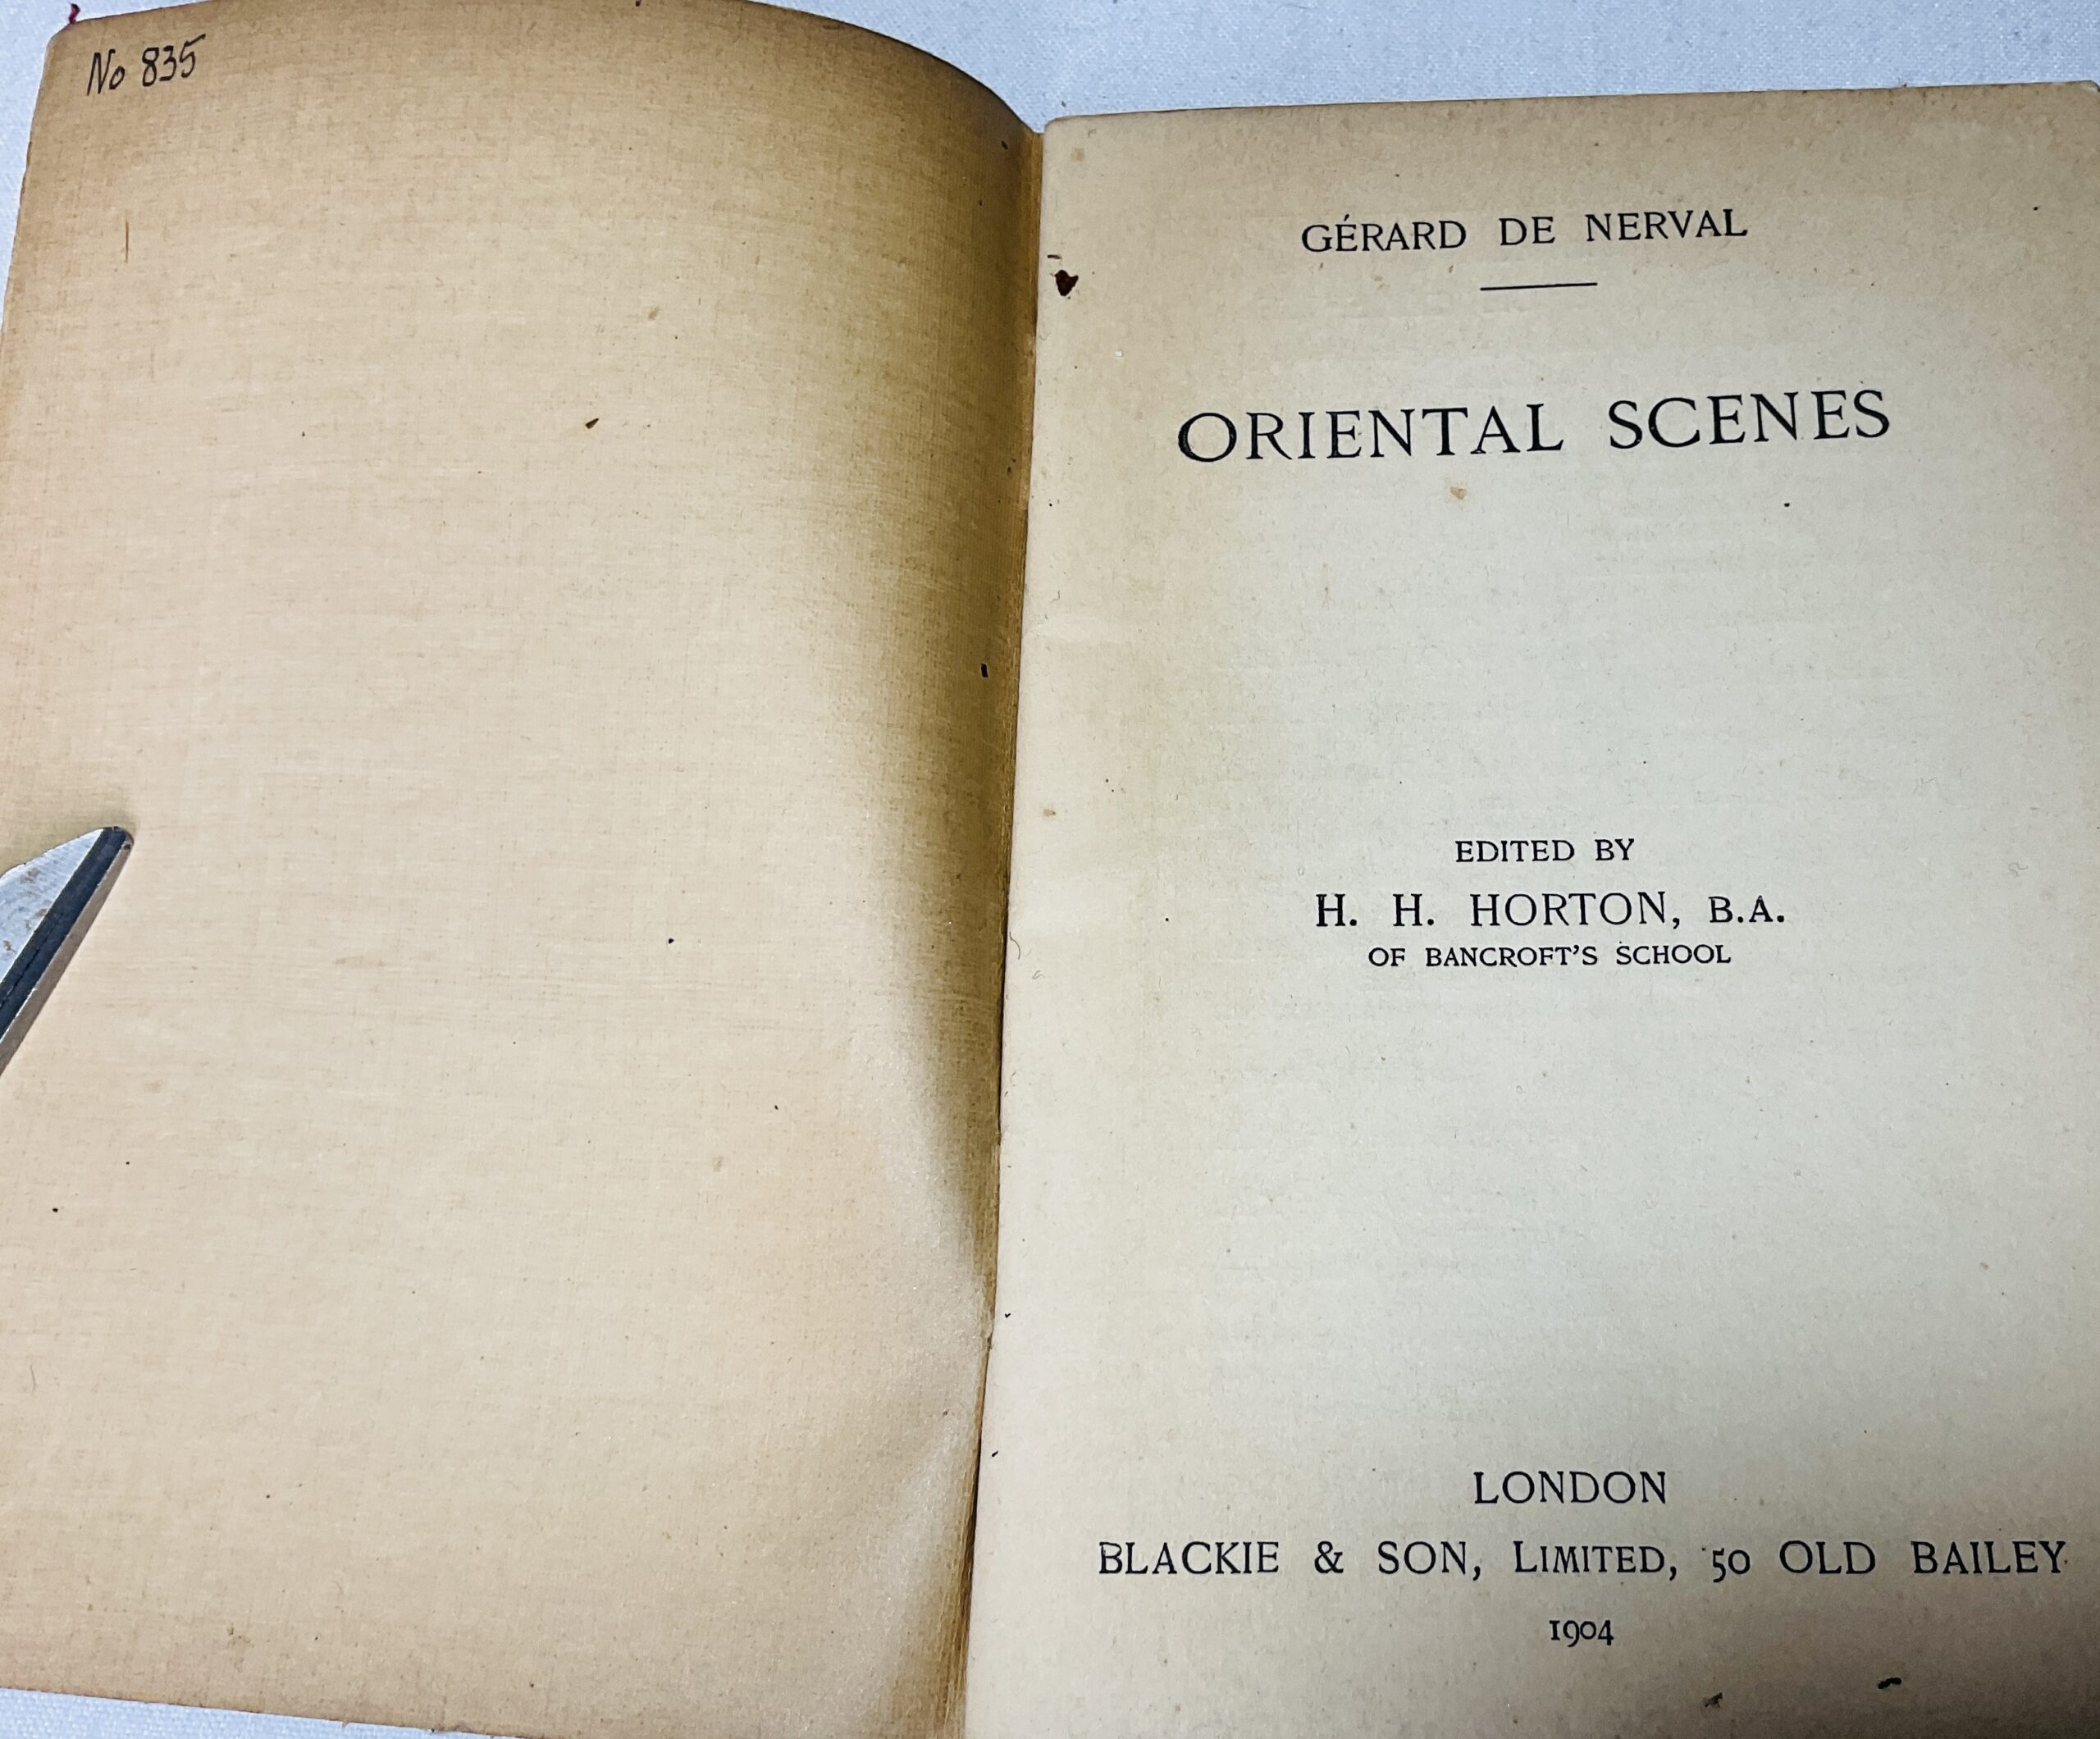 No 835
GÉRARD DE NERVAL
ORIENTAL SCENES
EDITED BY
H. H. HORTON, B.A.
OF BANCROFT'S SCHOOL
LONDON
BLACKIE & SON, LIMITED, 50 OLD BAILEY
1904